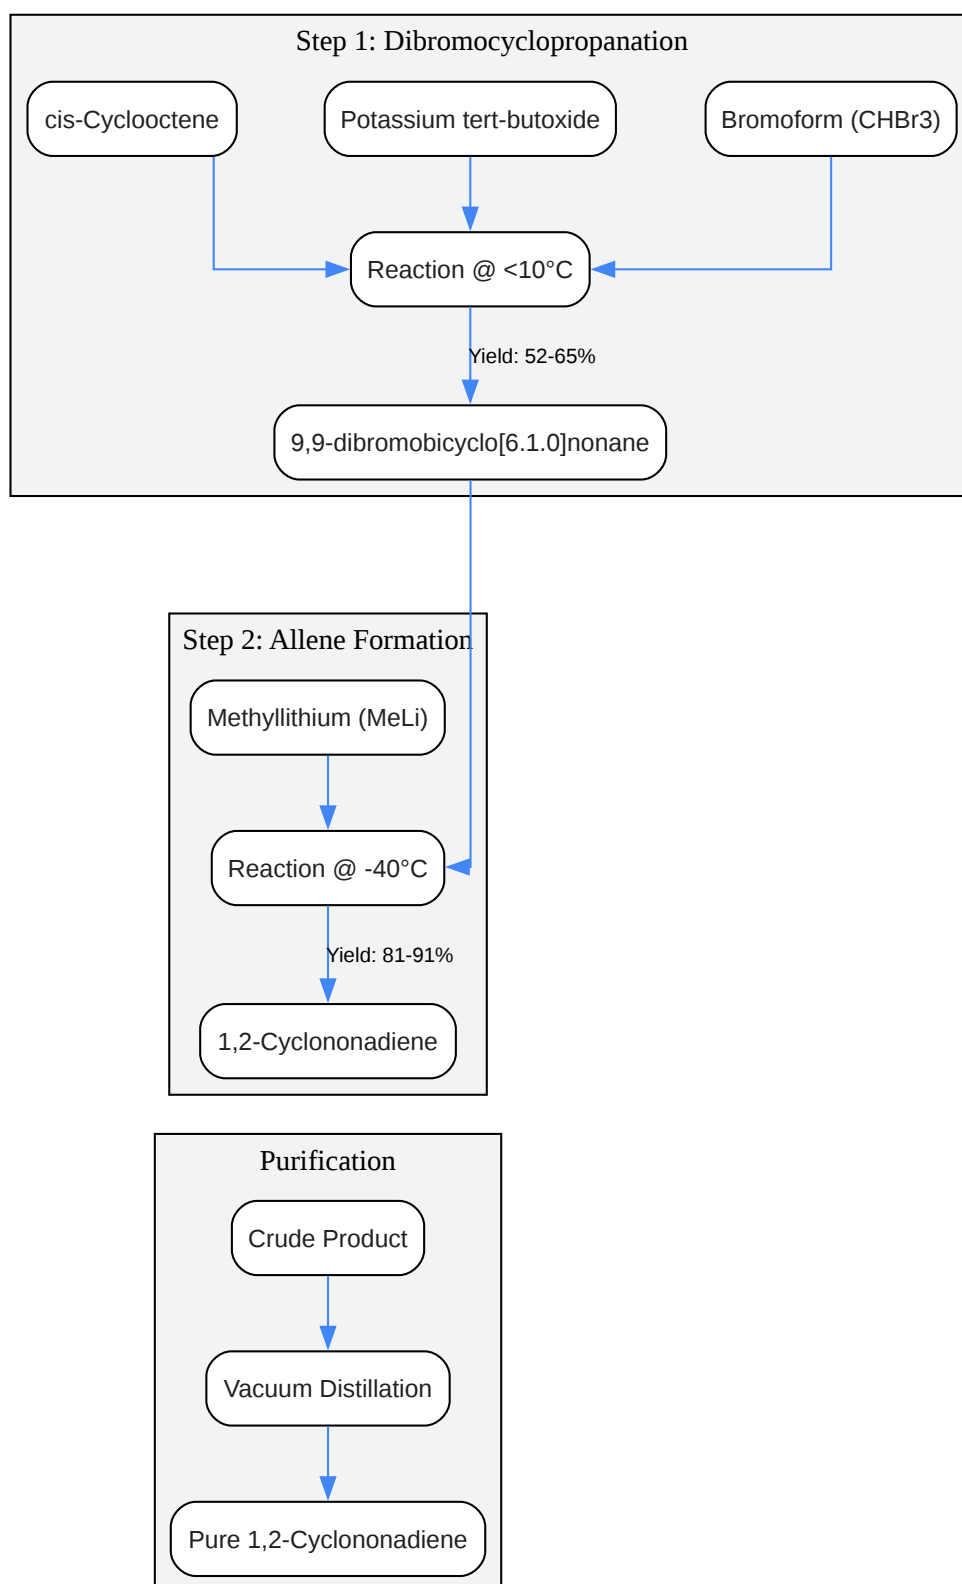 Step 1: Dibromocyclopropanation
cis-Cyclooctene
Potassium tert-butoxide
Bromoform (CHBr3)
Reaction @ <10°C
Yield: 52-65%
9,9-dibromobicyclo[6.1.0]nonane
Step 2: Allene Formation
Methyllithium (MeLi)
Reaction @ -40°C
Yield: 81-91%
1,2-Cyclononadiene
Purification
Crude Product
Vacuum Distillation
Pure 1,2-Cyclononadiene